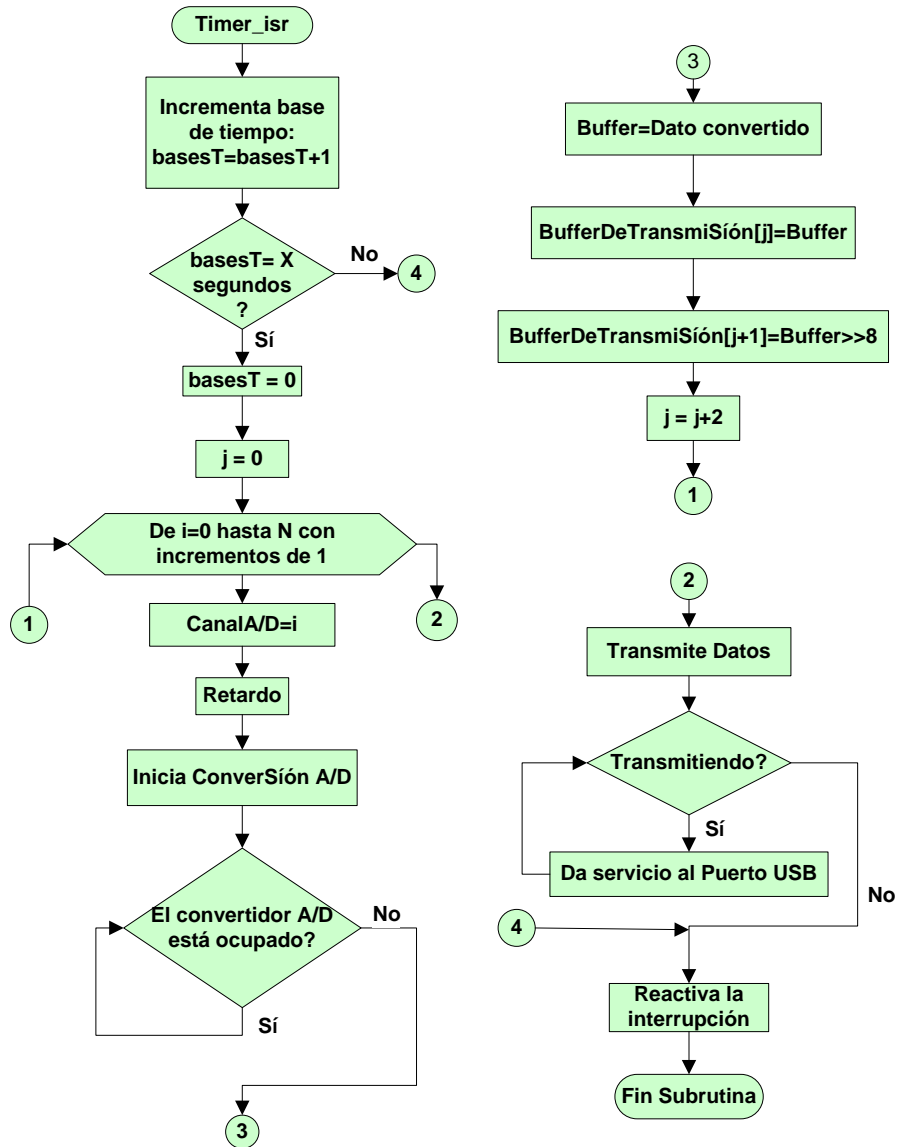 Timer_isr
Incrementa base
de tiempo:
basesT=basesT+1
basesT= X
segundos
?
No
4
Sí
basesT = 0
j = 0
De i=0 hasta N con
incrementos de 1
1
2
CanalA/D=i
Retardo
Inicia ConverSíón A/D
El convertidor A/D
está ocupado?
No
Sí
3
3
Buffer=Dato convertido
BufferDeTransmiSíón[j]=Buffer
BufferDeTransmiSíón[j+1]=Buffer>>8
j = j+2
1
2
Transmite Datos
Transmitiendo?
Sí
Da servicio al Puerto USB
No
4
Reactiva la
interrupción
Fin Subrutina